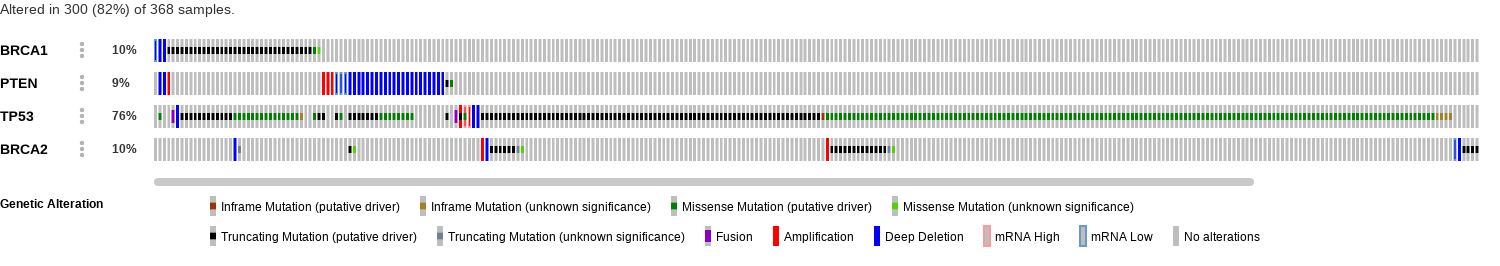 Altered in 300 (82%) of 368 samples.
BRCA1 10%
PTEN 9%
TP53 76%
BRCA2 10%
Genetic Alteration Inframe Mutation (putative driver) Inframe Mutation (unknown significance) Missense Mutation (putative driver) Missense Mutation (unknown significance)
Truncating Mutation (putative driver) Truncating Mutation (unknown significance) Fusion Amplification Deep Deletion mRNA High mRNA Low No alterations